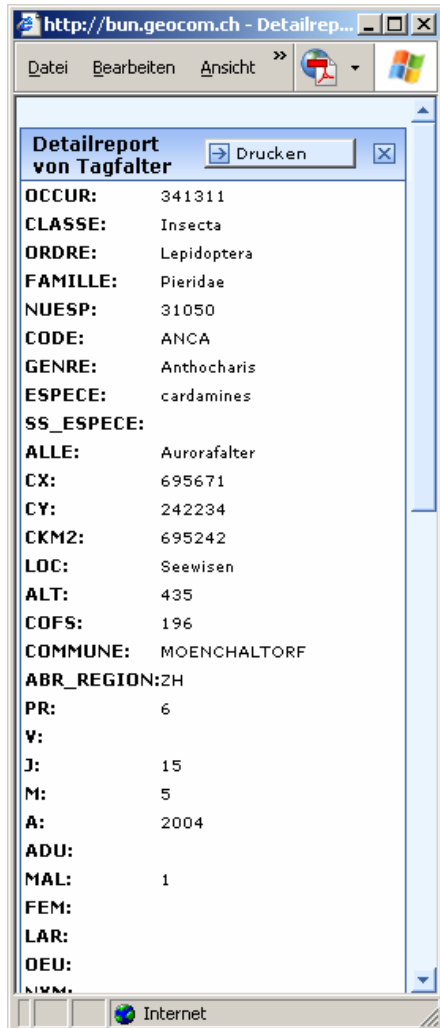 http://bun.geocom.ch - Detailrep...
Datei Bearbeiten Ansicht »
Detailreport von Tagfalter
Drucken
OCCUR: 341311
CLASSE: Insecta
ORDRE: Lepidoptera
FAMILLE: Pieridae
NUESP: 31050
CODE: ANCA
GENRE: Anthocharis
ESPECE: cardamines
SS_ESPECE:
ALLE: Aurorafalter
CX: 695671
CY: 242234
CKM2: 695242
LOC: Seewisen
ALT: 435
COFS: 196
COMMUNE: MOENCHALTORF
ABR_REGION:ZH
PR: 6
V:
J: 15
M: 5
A: 2004
ADU:
MAL: 1
FEM:
LAR:
OEU:
Internet